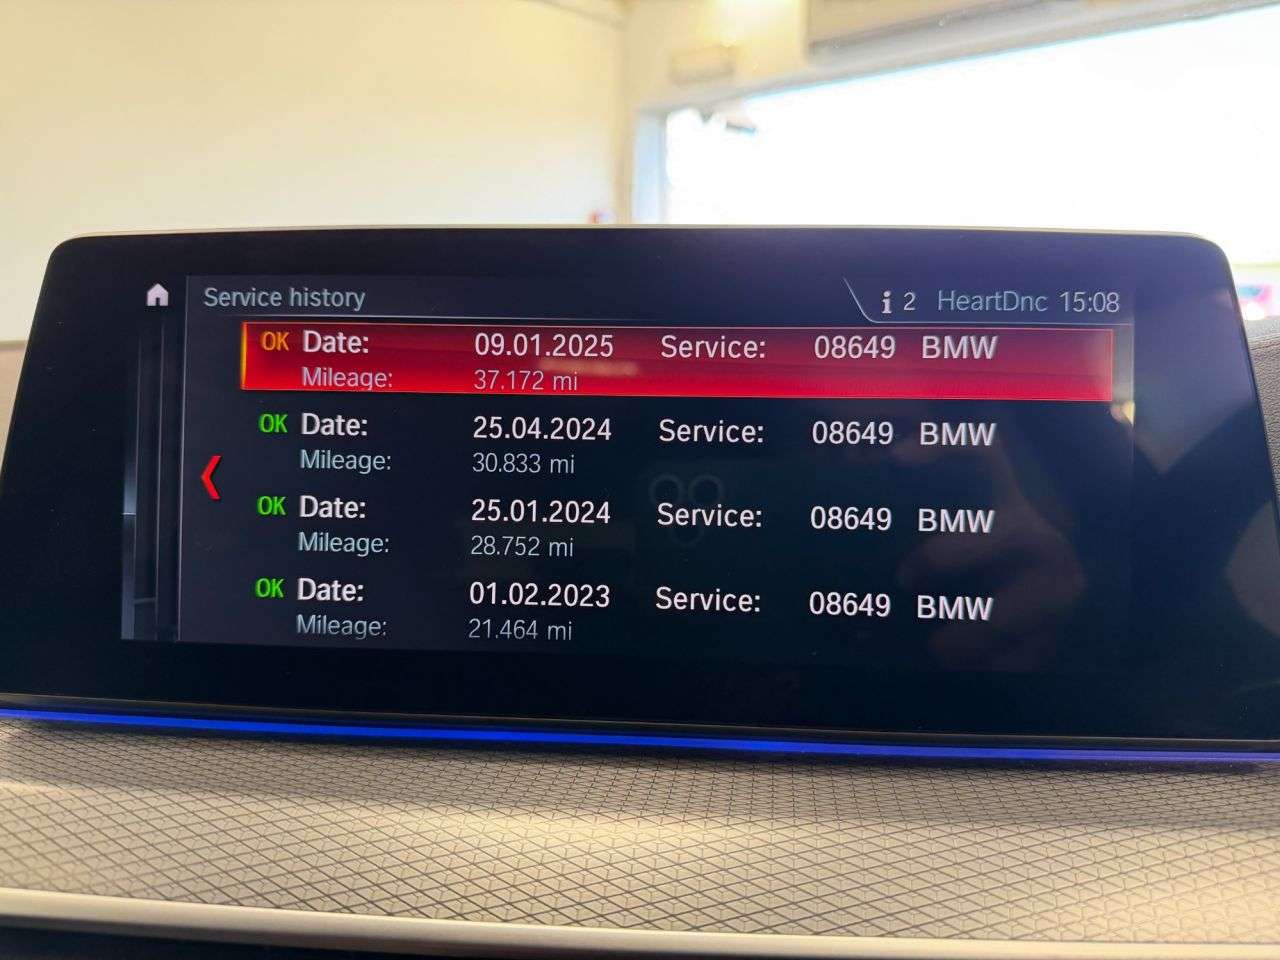 Service history
2 HeartDnc 15:08
OK Date: 09.01.2025 Service: 08649 BMW
Mileage: 37.172 mi
OK Date: 25.04.2024 Service: 08649 BMW
Mileage: 30.833 mi
OK Date: 25.01.2024 Service: 08649 BMW
Mileage: 28.752 mi
OK Date: 01.02.2023 Service: 08649 BMW
Mileage: 21.464 mi